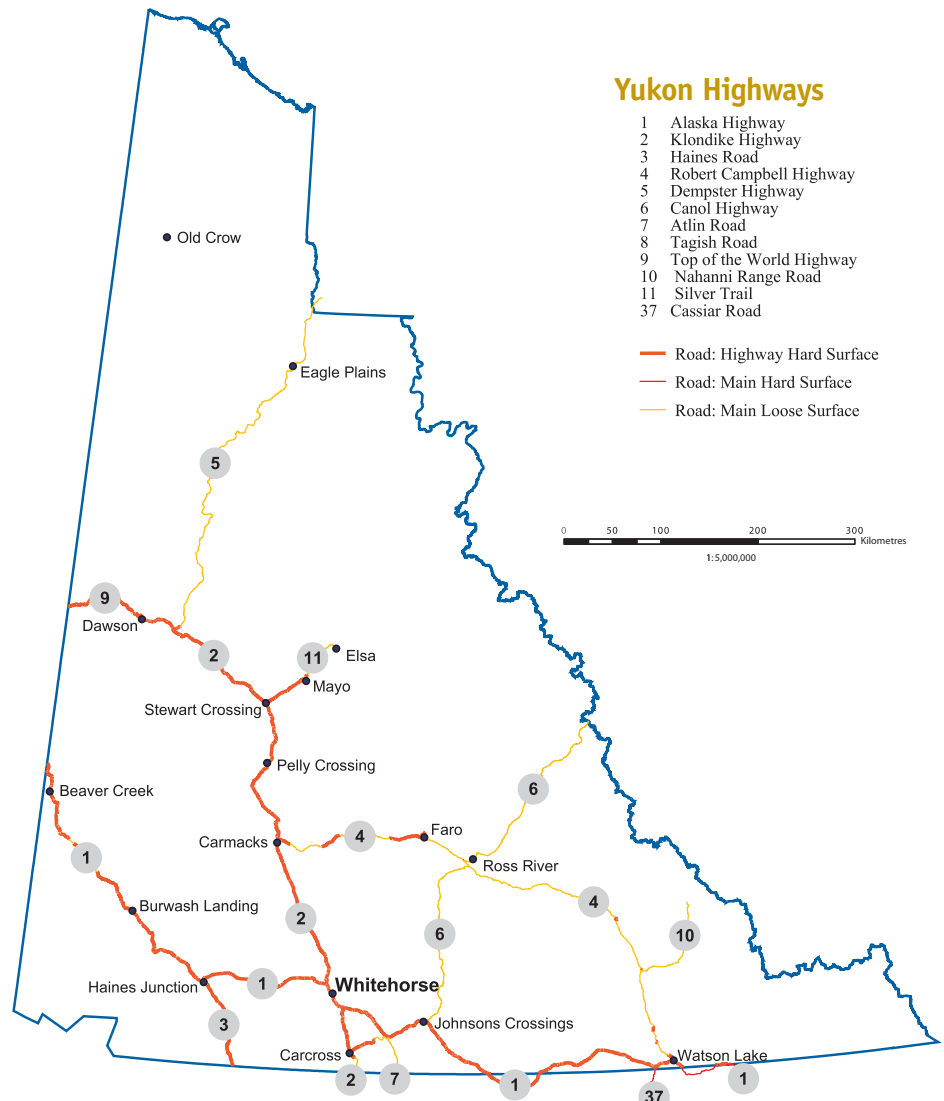 Yukon Highways
1 Alaska Highway
2 Klondike Highway
3 Haines Road
4 Robert Campbell Highway
5 Dempster Highway
6 Canol Highway
7 Atlin Road
8 Tagish Road
9 Top of the World Highway
10 Nahanni Range Road
11 Silver Trail
37 Cassiar Road
Road: Highway Hard Surface
Road: Main Hard Surface
Road: Main Loose Surface
0 50 100 200 300
Kilometres
1:5,000,000
Old Crow
Eagle Plains
5
9
Dawson
2
11
Elsa
Mayo
Stewart Crossing
Pelly Crossing
6
Beaver Creek
Carmacks
4
Faro
1
Ross River
Burwash Landing
2
4
6
10
Haines Junction
1
Whitehorse
3
Johnsons Crossings
Carcross
Watson Lake
2
7
1
1
37